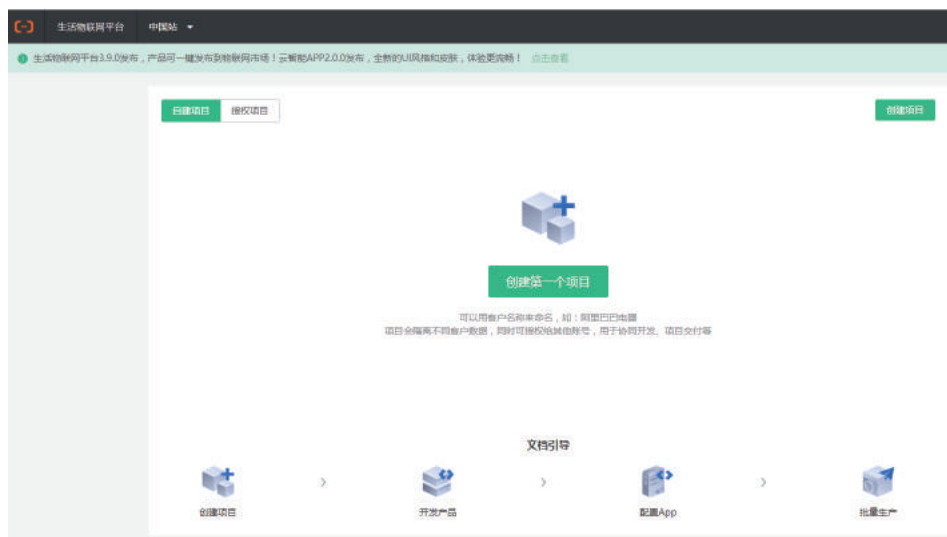 生活物联网平台 中国站
生活物联网平台3.9.0发布，产品可一键发布到物联网市场！云智能APP2.0.0发布，全新的UI风格和皮肤，体验更流畅！ 点击查看
自建项目 授权项目 创建项目
创建第一个项目
可以用客户名称来命名，如：阿里巴巴电器
项目会隔离不同客户数据，同时可授权给其他账号，用于协同开发、项目交付等
文档引导
创建项目 开发产品 配置App 批量生产